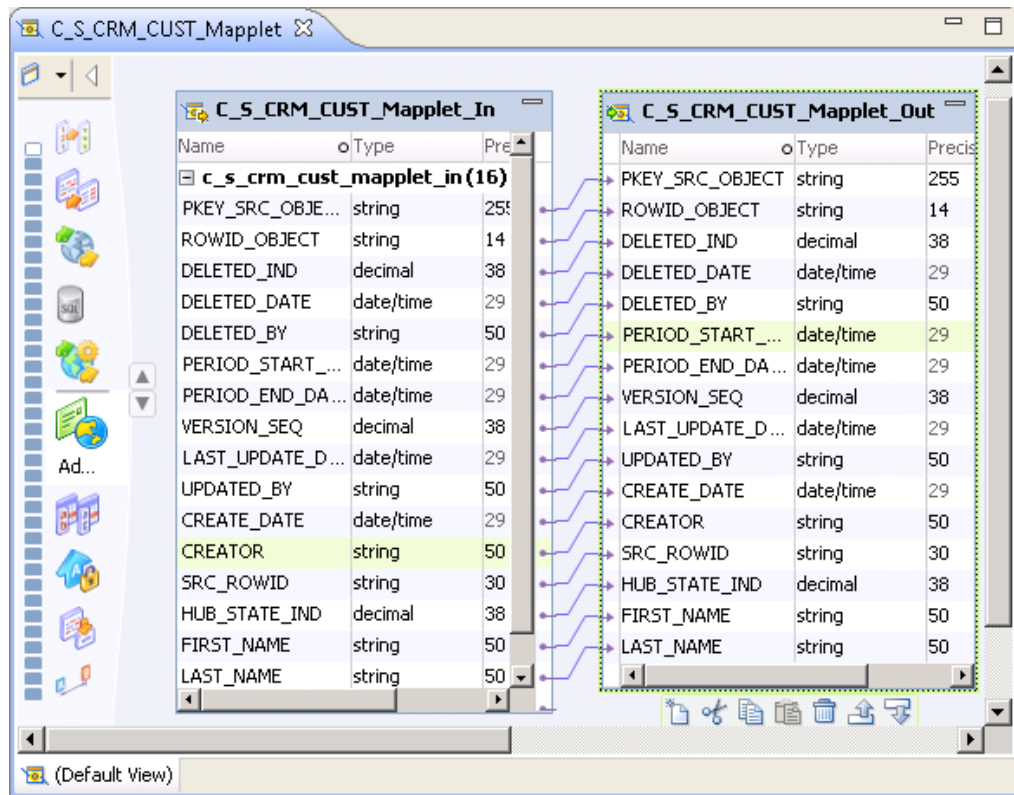 C_S_CRM_CUST_Mapplet
C_S_CRM_CUST_Mapplet_In
Name Type Pre
c_s_crm_cust_mapplet_in (16)
PKEY_SRC_OBJE... string 255
ROWID_OBJECT string 14
DELETED_IND decimal 38
DELETED_DATE date/time 29
DELETED_BY string 50
PERIOD_START_... date/time 29
PERIOD_END_DA... date/time 29
VERSION_SEQ decimal 38
LAST_UPDATE_D... date/time 29
UPDATED_BY string 50
CREATE_DATE date/time 29
CREATOR string 50
SRC_ROWID string 30
HUB_STATE_IND decimal 38
FIRST_NAME string 50
LAST_NAME string 50
C_S_CRM_CUST_Mapplet_Out
Name Type Precis
PKEY_SRC_OBJECT string 255
ROWID_OBJECT string 14
DELETED_IND decimal 38
DELETED_DATE date/time 29
DELETED_BY string 50
PERIOD_START_... date/time 29
PERIOD_END_DA... date/time 29
VERSION_SEQ decimal 38
LAST_UPDATE_D... date/time 29
UPDATED_BY string 50
CREATE_DATE date/time 29
CREATOR string 50
SRC_ROWID string 30
HUB_STATE_IND decimal 38
FIRST_NAME string 50
LAST_NAME string 50
SQL
Ad...
(Default View)